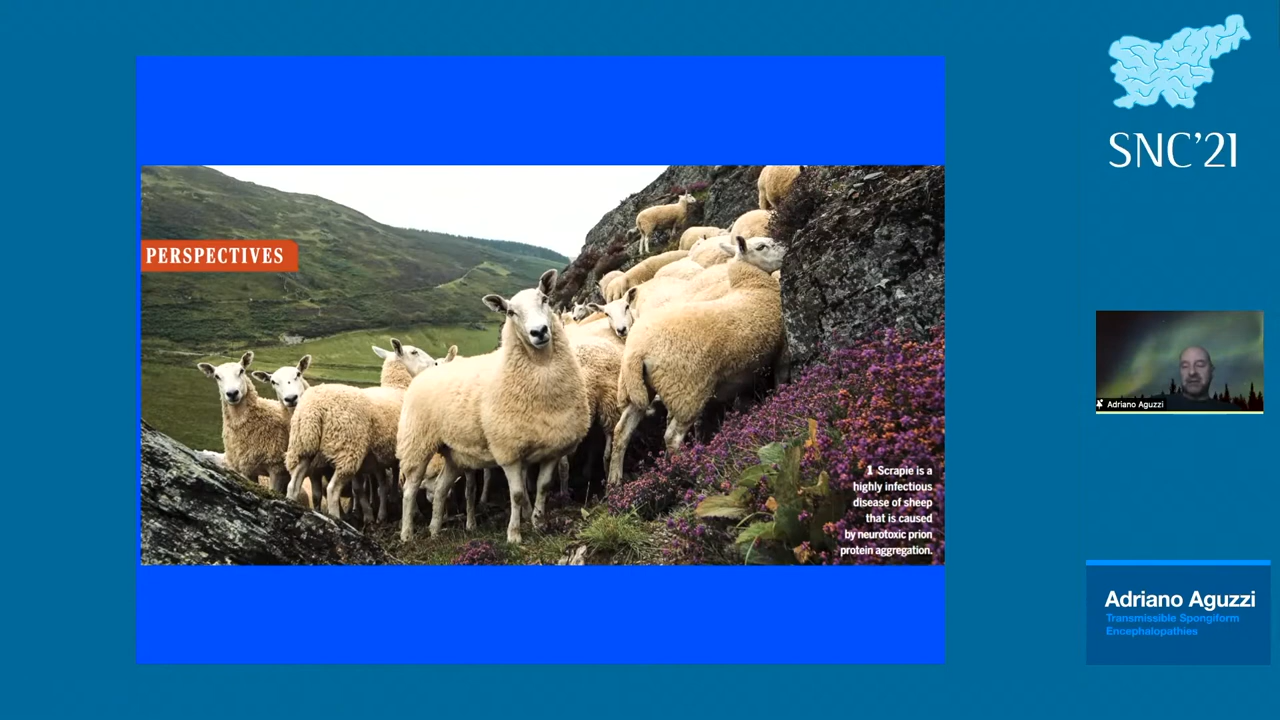 SNC'21
PERSPECTIVES
1 Scrapie is a
highly infectious
disease of sheep
that is caused
by neurotoxic prion
protein aggregation.
Adriano Aguzzi
Adriano Aguzzi
Transmissible Spongiform
Encephalopathies